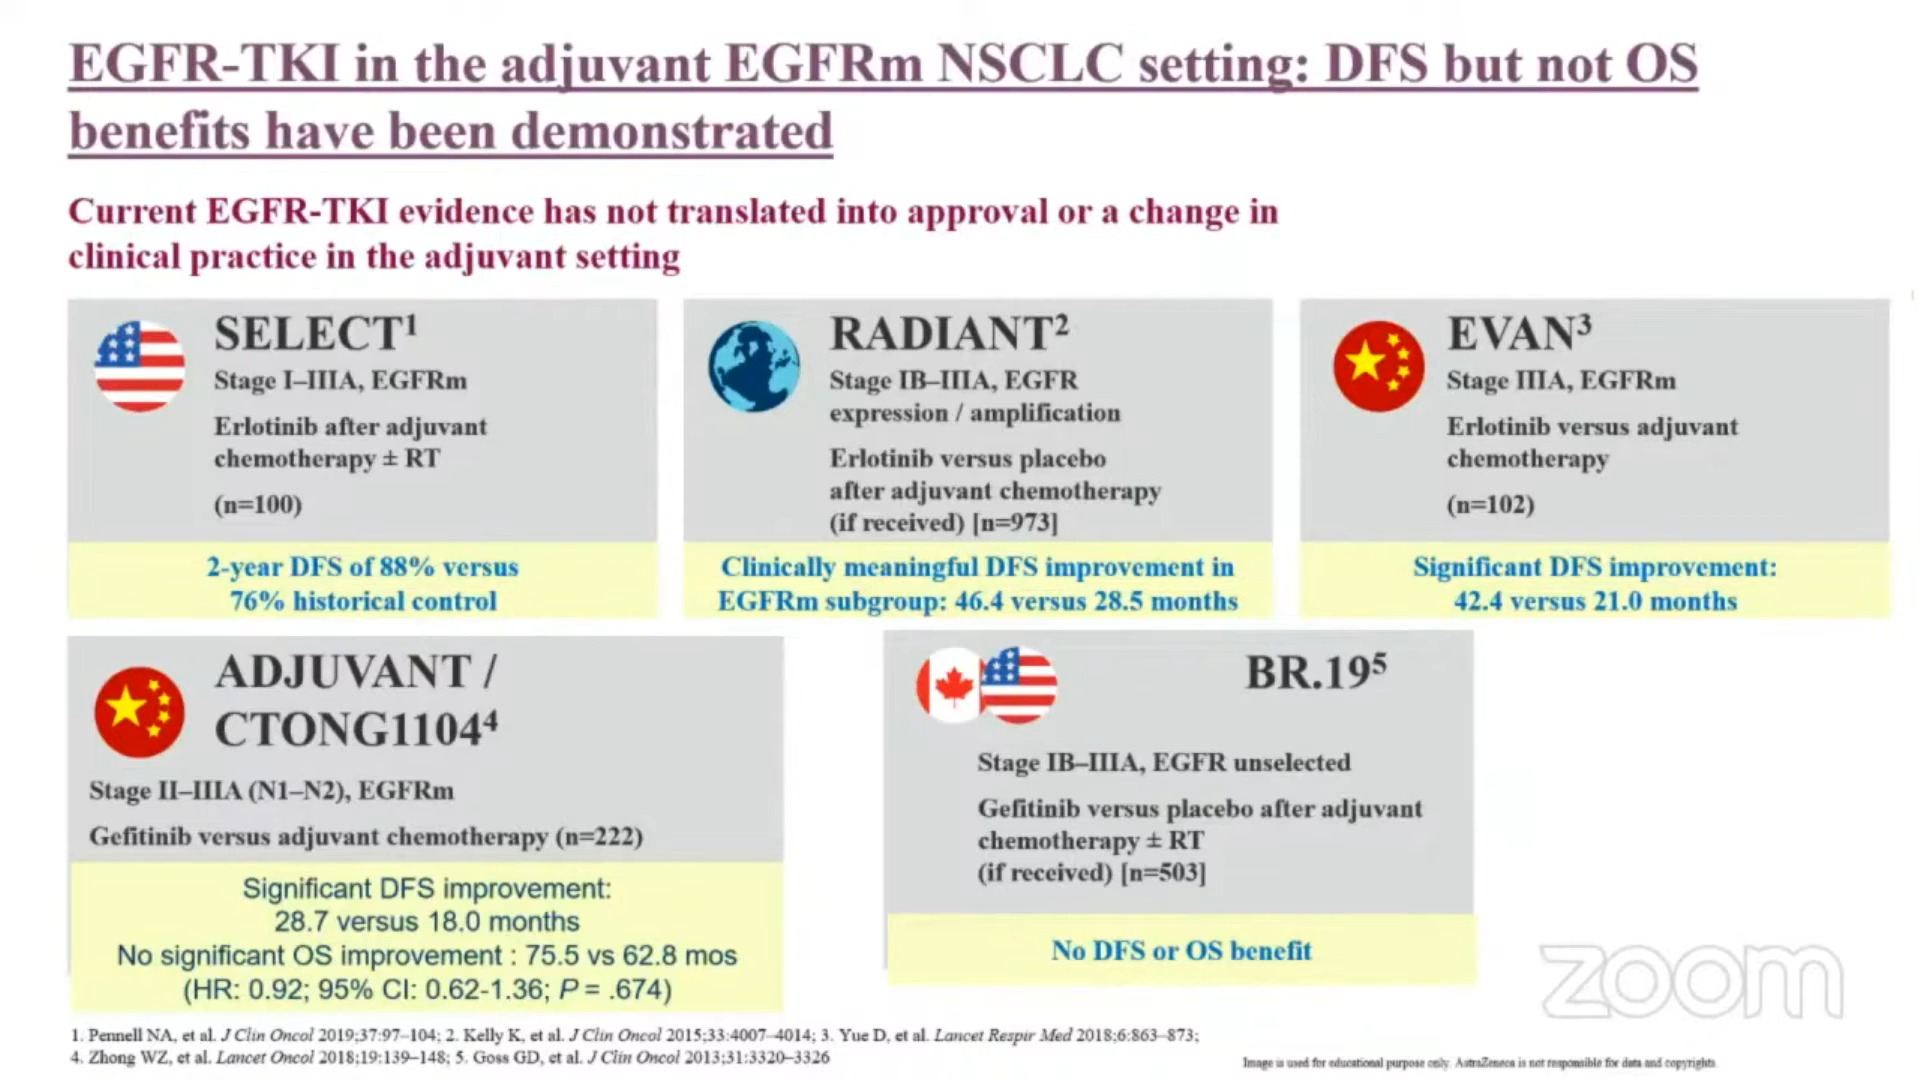 EGFR-TKI in the adjuvant EGFRm NSCLC setting: DFS but not OS
benefits have been demonstrated
Current EGFR-TKI evidence has not translated into approval or a change in
clinical practice in the adjuvant setting
SELECT¹
Stage I–IIIA, EGFRm
Erlotinib after adjuvant
chemotherapy ± RT
(n=100)
2-year DFS of 88% versus
76% historical control
RADIANT²
Stage IB–IIIA, EGFR
expression / amplification
Erlotinib versus placebo
after adjuvant chemotherapy
(if received) [n=973]
Clinically meaningful DFS improvement in
EGFRm subgroup: 46.4 versus 28.5 months
EVAN³
Stage IIIA, EGFRm
Erlotinib versus adjuvant
chemotherapy
(n=102)
Significant DFS improvement:
42.4 versus 21.0 months
ADJUVANT /
CTONG1104⁴
Stage II–IIIA (N1–N2), EGFRm
Gefitinib versus adjuvant chemotherapy (n=222)
Significant DFS improvement:
28.7 versus 18.0 months
No significant OS improvement : 75.5 vs 62.8 mos
(HR: 0.92; 95% CI: 0.62-1.36; P = .674)
BR.19⁵
Stage IB–IIIA, EGFR unselected
Gefitinib versus placebo after adjuvant
chemotherapy ± RT
(if received) [n=503]
No DFS or OS benefit
zoom
1. Pennell NA, et al. J Clin Oncol 2019;37:97–104; 2. Kelly K, et al. J Clin Oncol 2015;33:4007–4014; 3. Yue D, et al. Lancet Respir Med 2018;6:863–873;
4. Zhong WZ, et al. Lancet Oncol 2018;19:139–148; 5. Goss GD, et al. J Clin Oncol 2013;31:3320–3326
Image is used for educational purpose only. AstraZeneca is not responsible for data and copyrights.